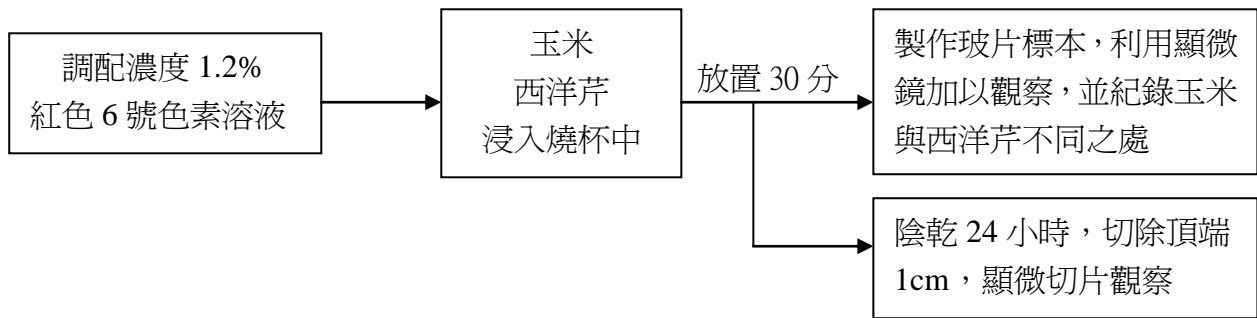 調配濃度 1.2%
紅色 6 號色素溶液
玉米
西洋芹
浸入燒杯中
放置 30 分
製作玻片標本，利用顯微
鏡加以觀察，並紀錄玉米
與西洋芹不同之處
陰乾 24 小時，切除頂端
1cm，顯微切片觀察